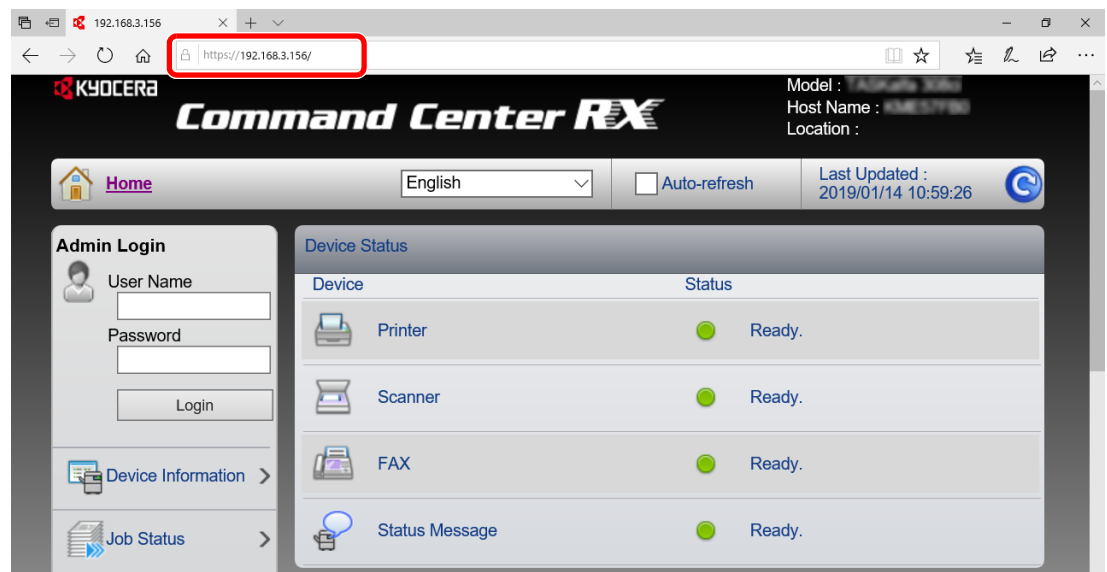 192.168.3.156
https://192.168.3.156/
KYOCERA
Command Center RX
Model :
Host Name :
Location :
Home
English
Auto-refresh
Last Updated :
2019/01/14 10:59:26
Admin Login
User Name
Password
Login
Device Information
Job Status
Device Status
Device Status
Printer Ready.
Scanner Ready.
FAX Ready.
Status Message Ready.